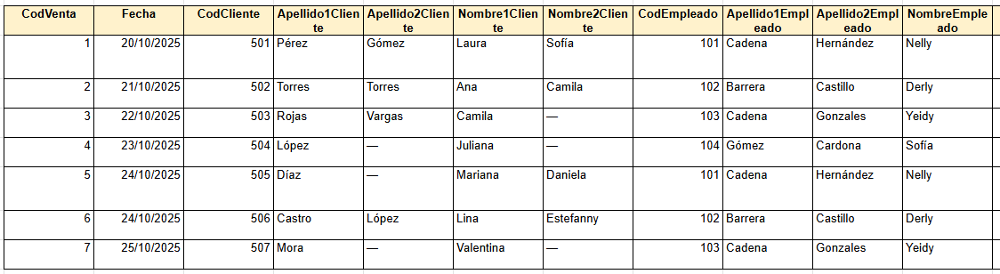 CodVenta Fecha CodCliente Apellido1Cliente Apellido2Cliente Nombre1Cliente Nombre2Cliente CodEmpleado Apellido1Empleado Apellido2Empleado NombreEmpleado
1 20/10/2025 501 Pérez Gómez Laura Sofía 101 Cadena Hernández Nelly
2 21/10/2025 502 Torres Torres Ana Camila 102 Barrera Castillo Derly
3 22/10/2025 503 Rojas Vargas Camila — 103 Cadena Gonzales Yeidy
4 23/10/2025 504 López — Juliana — 104 Gómez Cardona Sofía
5 24/10/2025 505 Díaz — Mariana Daniela 101 Cadena Hernández Nelly
6 24/10/2025 506 Castro López Lina Estefanny 102 Barrera Castillo Derly
7 25/10/2025 507 Mora — Valentina — 103 Cadena Gonzales Yeidy